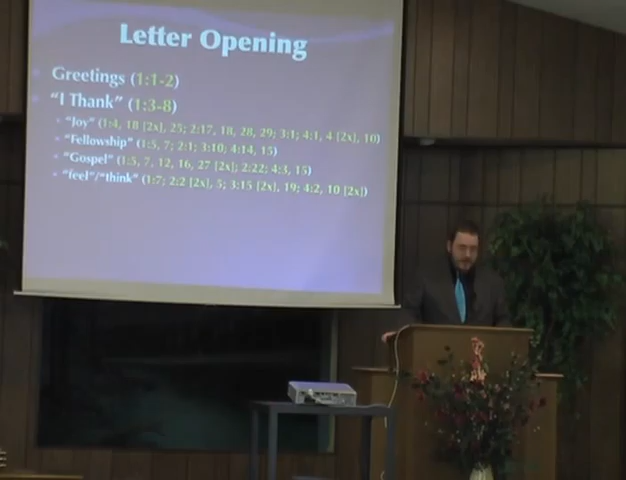 Letter Opening
Greetings (1:1-2)
"I Thank" (1:3-8)
"Joy" (1:4, 18 [2x], 25; 2:17, 18, 28, 29; 3:1; 4:1, 4 [2x], 10)
"Fellowship" (1:5, 7; 2:1; 3:10; 4:14, 15)
"Gospel" (1:5, 7, 12, 16, 27 [2x]; 2:22; 4:3, 15)
"feel"/"think" (1:7; 2:2 [2x], 5; 3:15 [2x], 19; 4:2, 10 [2x])